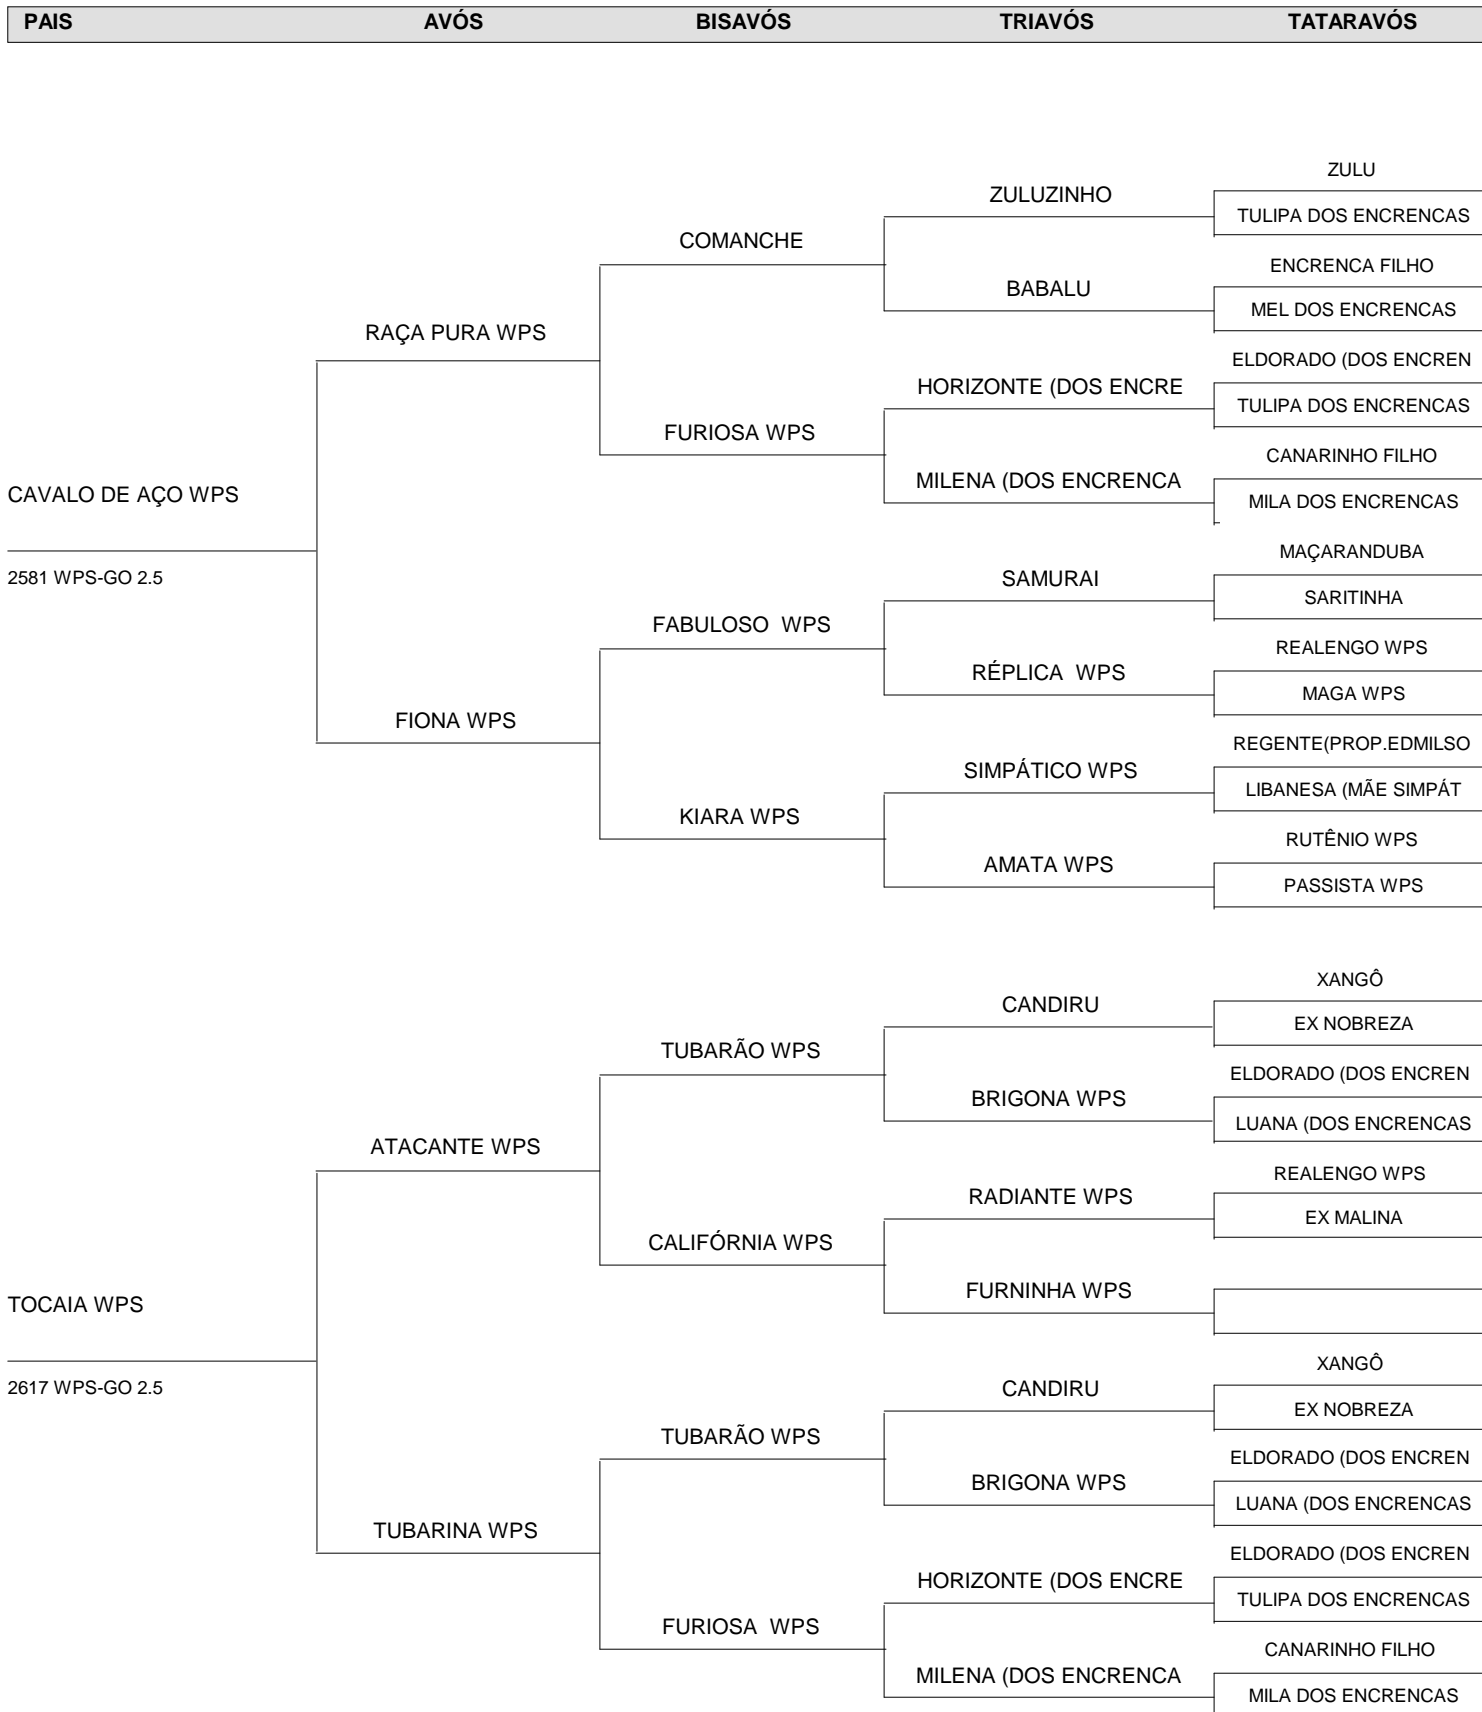 PAIS AVÓS BISAVÓS TRIAVÓS TATARAVÓS
ZULU
ZULUZINHO
TULIPA DOS ENCRENCAS
COMANCHE
ENCRENCA FILHO
BABALU
MEL DOS ENCRENCAS
RAÇA PURA WPS
ELDORADO (DOS ENCREN
HORIZONTE (DOS ENCRE
TULIPA DOS ENCRENCAS
FURIOSA WPS
CANARINHO FILHO
MILENA (DOS ENCRENCA
CAVALO DE AÇO WPS
MILA DOS ENCRENCAS
MAÇARANDUBA
2581 WPS-GO 2.5
SAMURAI
SARITINHA
FABULOSO WPS
REALENGO WPS
RÉPLICA WPS
MAGA WPS
FIONA WPS
REGENTE(PROP.EDMILSO
SIMPÁTICO WPS
LIBANESA (MÃE SIMPÁT
KIARA WPS
RUTÊNIO WPS
AMATA WPS
PASSISTA WPS
XANGÔ
CANDIRU
EX NOBREZA
TUBARÃO WPS
ELDORADO (DOS ENCREN
BRIGONA WPS
LUANA (DOS ENCRENCAS
ATACANTE WPS
REALENGO WPS
RADIANTE WPS
EX MALINA
CALIFÓRNIA WPS
FURNINHA WPS
TOCAIA WPS
XANGÔ
2617 WPS-GO 2.5
CANDIRU
EX NOBREZA
TUBARÃO WPS
ELDORADO (DOS ENCREN
BRIGONA WPS
LUANA (DOS ENCRENCAS
TUBARINA WPS
ELDORADO (DOS ENCREN
HORIZONTE (DOS ENCRE
TULIPA DOS ENCRENCAS
FURIOSA WPS
CANARINHO FILHO
MILENA (DOS ENCRENCA
MILA DOS ENCRENCAS